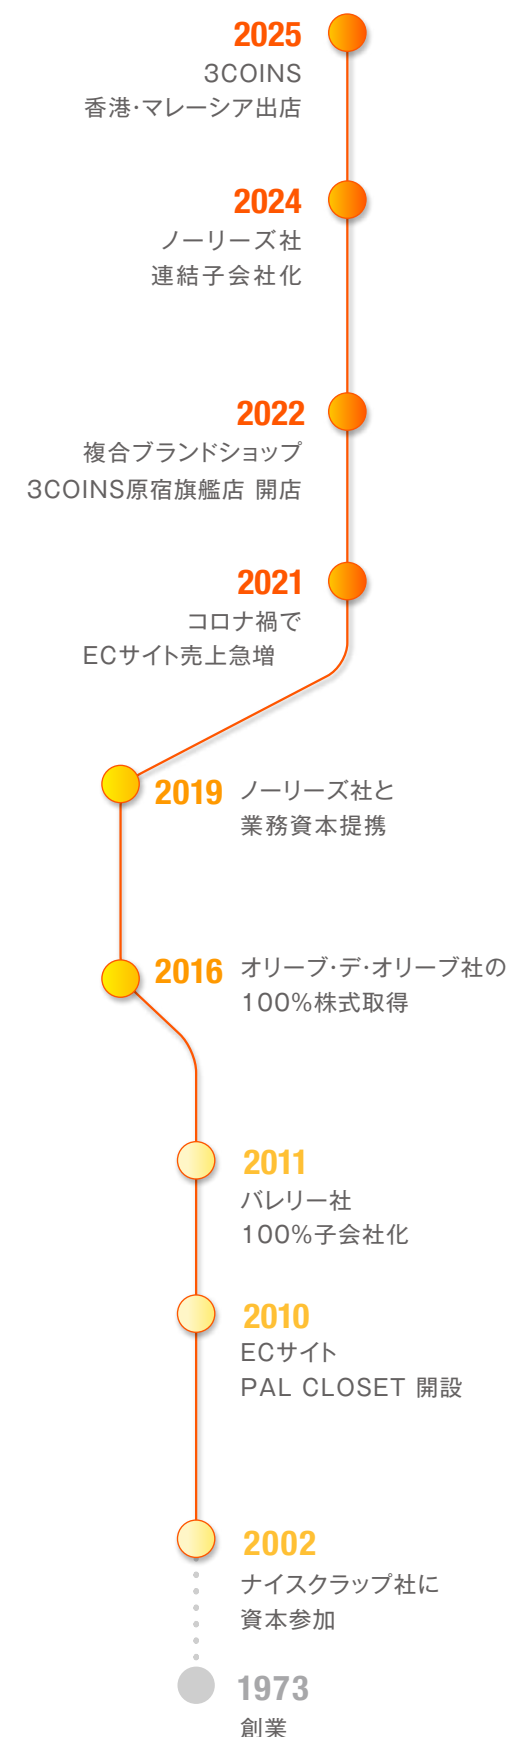 2025
3COINS
香港・マレーシア出店
2024
ノーリーズ社
連結子会社化
2022
複合ブランドショップ
3COINS原宿旗艦店 開店
2021
コロナ禍で
ECサイト売上急増
2019
ノーリーズ社と
業務資本提携
2016
オリーブ・デ・オリーブ社の
100%株式取得
2011
バレリー社
100%子会社化
2010
ECサイト
PAL CLOSET 開設
2002
ナイスクラップ社に
資本参加
1973
創業